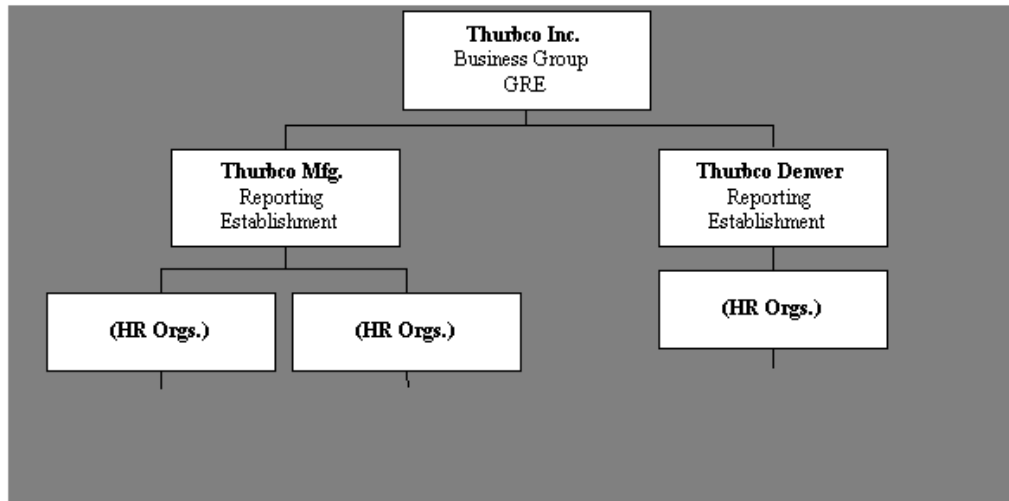 Thurbco Inc.
Business Group
GRE
Thurbco Mfg.
Reporting
Establishment
Thurbco Denver
Reporting
Establishment
(HR Orgs.)
(HR Orgs.)
(HR Orgs.)